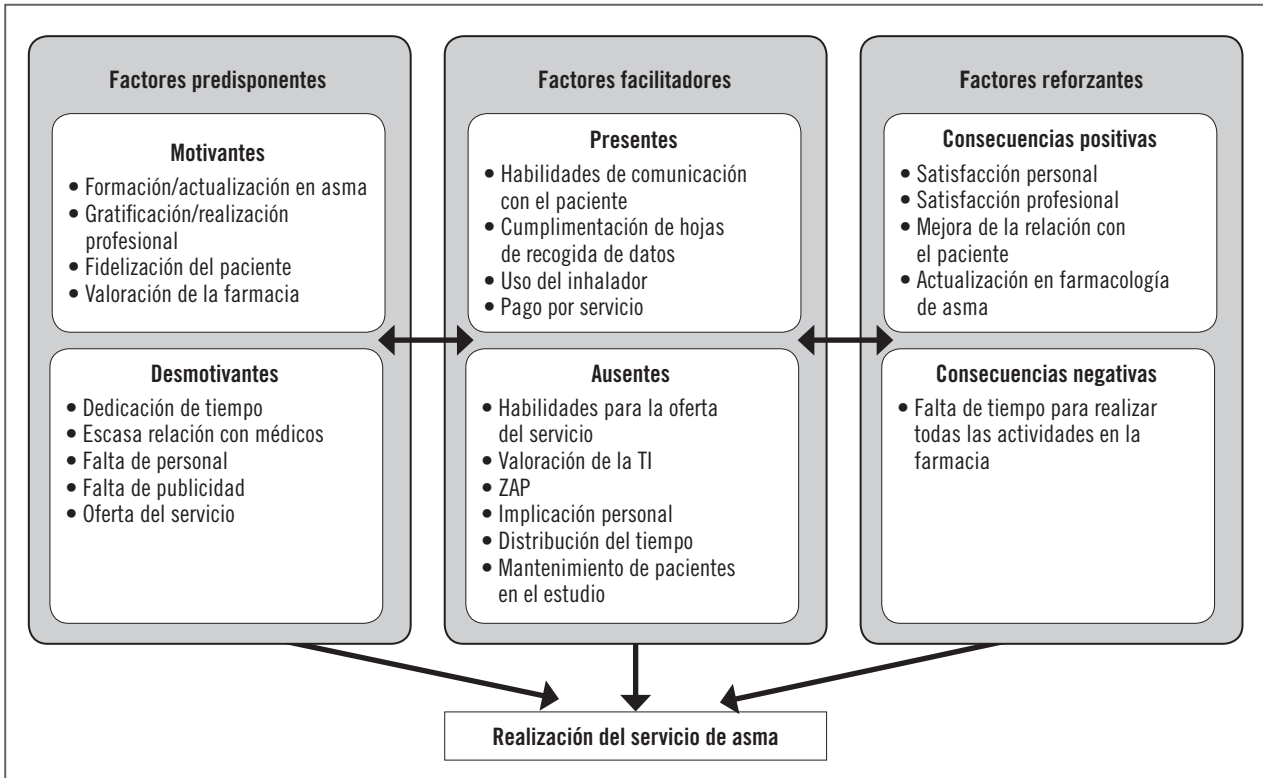 Factores predisponentes
Motivantes
• Formación/actualización en asma
• Gratificación/realización
profesional
• Fidelización del paciente
• Valoración de la farmacia
Desmotivantes
• Dedicación de tiempo
• Escasa relación con médicos
• Falta de personal
• Falta de publicidad
• Oferta del servicio
Factores facilitadores
Presentes
• Habilidades de comunicación
con el paciente
• Cumplimentación de hojas
de recogida de datos
• Uso del inhalador
• Pago por servicio
Ausentes
• Habilidades para la oferta
del servicio
• Valoración de la TI
• ZAP
• Implicación personal
• Distribución del tiempo
• Mantenimiento de pacientes
en el estudio
Factores reforzantes
Consecuencias positivas
• Satisfacción personal
• Satisfacción profesional
• Mejora de la relación con
el paciente
• Actualización en farmacología
de asma
Consecuencias negativas
• Falta de tiempo para realizar
todas las actividades en la
farmacia
Realización del servicio de asma